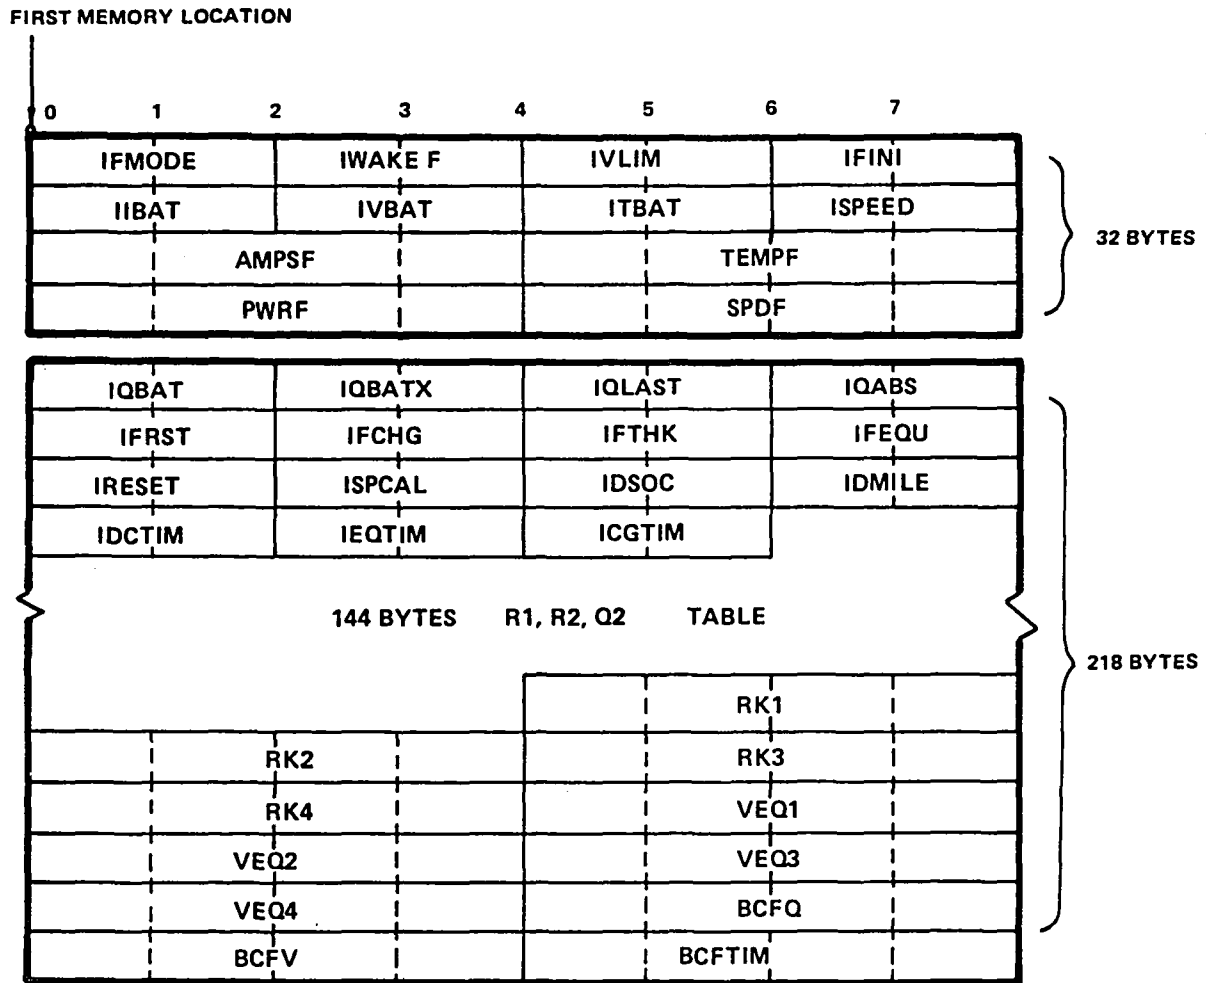 FIRST MEMORY LOCATION
0 1 2 3 4 5 6 7
IFMODE IWAKE F IVLIM IFINI
IIBAT IVBAT ITBAT ISPEED
AMPSF TEMPF
32 BYTES
PWRF SPDF
IQBAT IQBATX IQLAST IQABS
IFRST IFCHG IFTHK IFEQU
IRESET ISPCAL IDSOC IDMILE
IDCTIM IEQTIM ICGTIM
144 BYTES R1, R2, Q2 TABLE
218 BYTES
RK1
RK2 RK3
RK4 VEQ1
VEQ2 VEQ3
VEQ4 BCFQ
BCFV BCFTIM